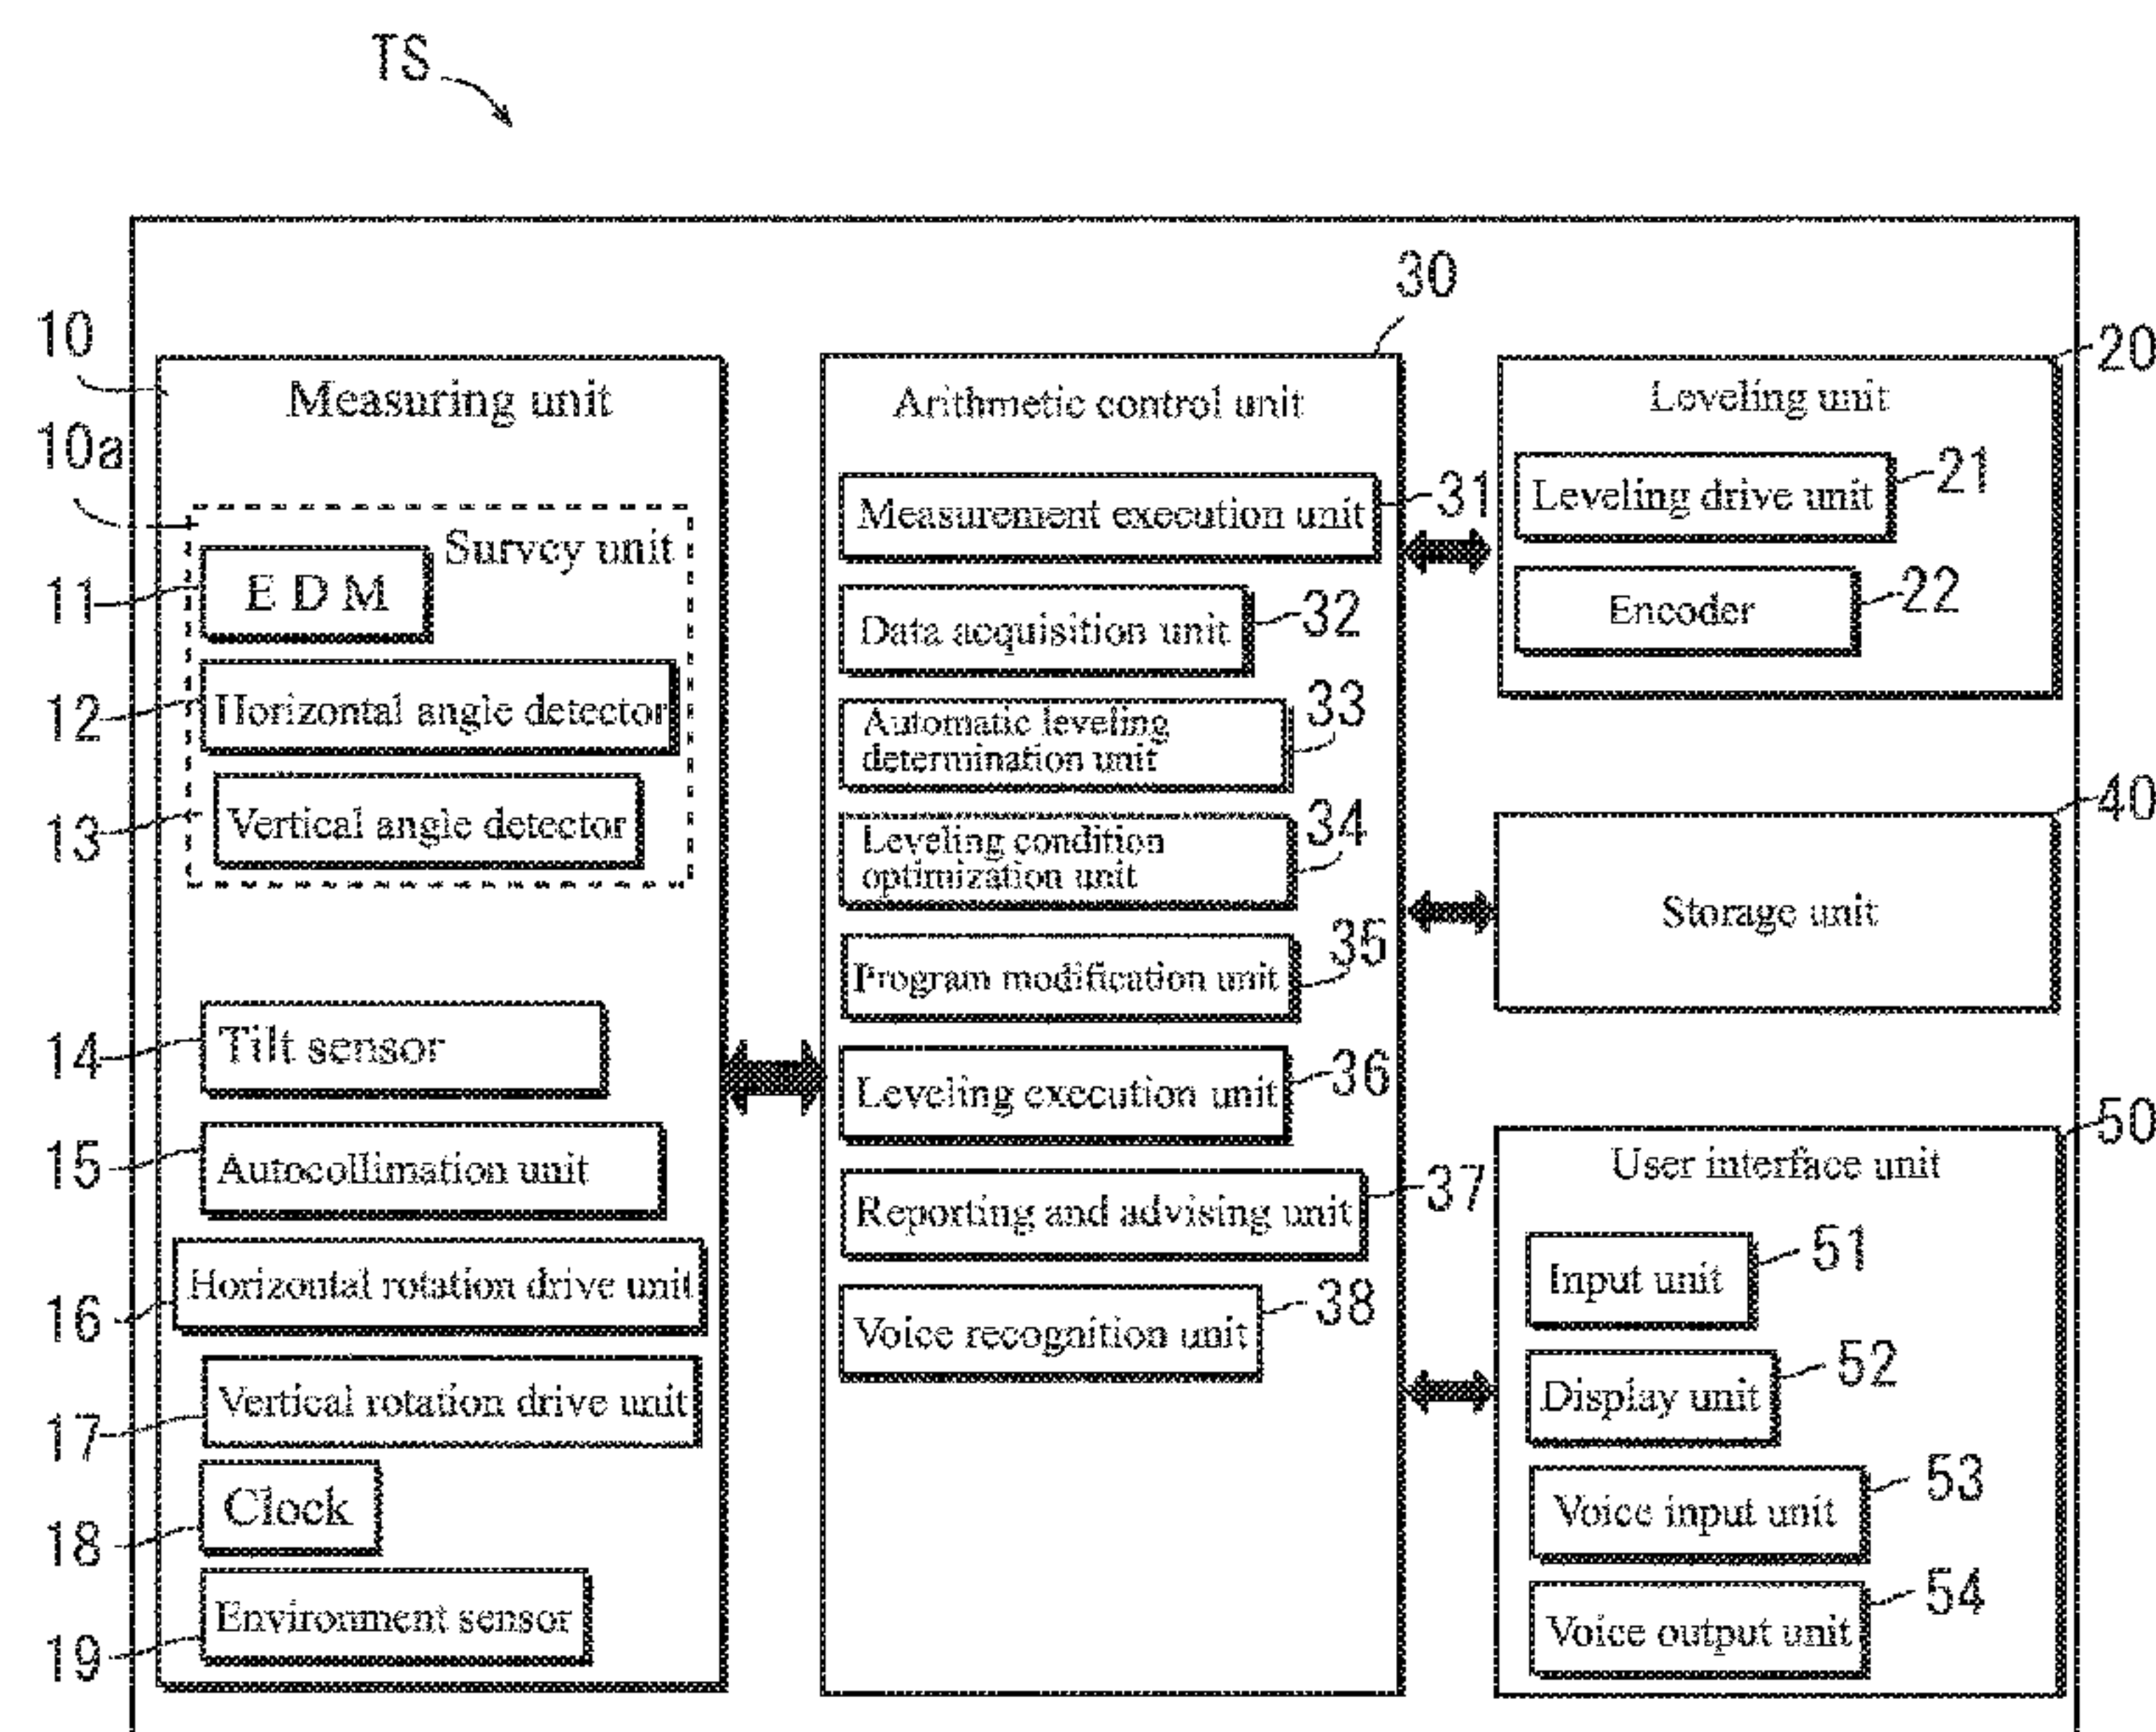 TS
10
Measuring unit
10a
Survey unit
11
E D M
12
Horizontal angle detector
13
Vertical angle detector
14
Tilt sensor
15
Autocollimation unit
16
Horizontal rotation drive unit
17
Vertical rotation drive unit
18
Clock
19
Environment sensor
30
Arithmetic control unit
Measurement execution unit
31
Data acquisition unit
32
Automatic leveling
determination unit
33
Leveling condition
optimization unit
34
Program modification unit
35
Leveling execution unit
36
Reporting and advising unit
37
Voice recognition unit
38
20
Leveling unit
Leveling drive unit
21
Encoder
22
40
Storage unit
50
User interface unit
Input unit
51
Display unit
52
Voice input unit
53
Voice output unit
54